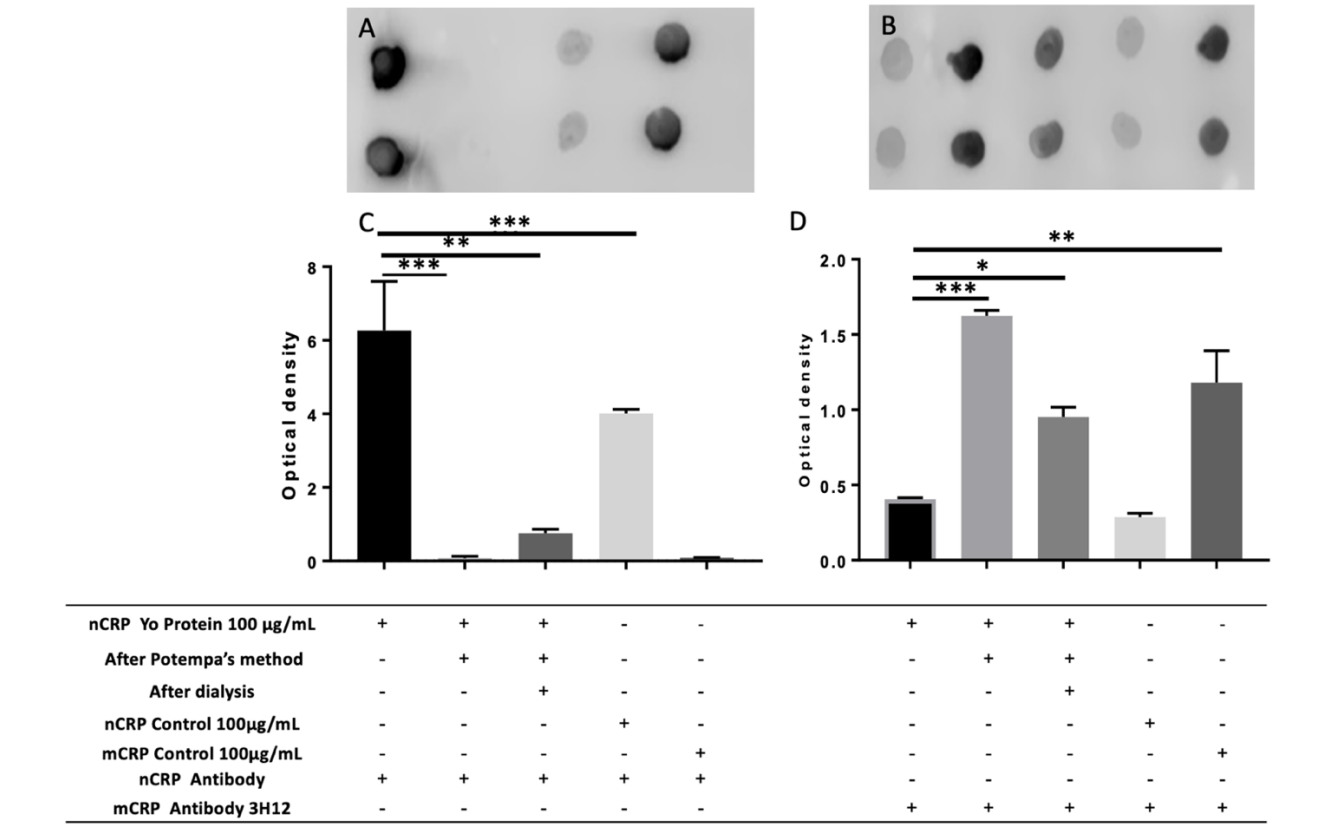 A
B
C
D
***
**
***
**
*
***
8
6
4
2
0
Optical density
2.0
1.5
1.0
0.5
0.0
Optical density
nCRP Yo Protein 100 µg/mL + + + - - + + + - -
After Potempa's method - + + - - - + + - -
After dialysis - - + - - - - + - -
nCRP Control 100µg/mL - - - + - - - - + -
mCRP Control 100µg/mL - - - - + - - - - +
nCRP Antibody + + + + + - - - - -
mCRP Antibody 3H12 - - - - - + + + + +